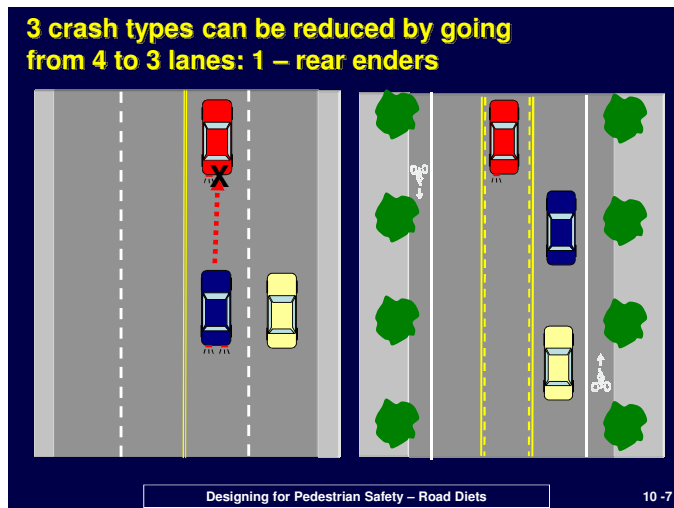 3 crash types can be reduced by going
from 4 to 3 lanes: 1 – rear enders
X
Designing for Pedestrian Safety – Road Diets
10 -7